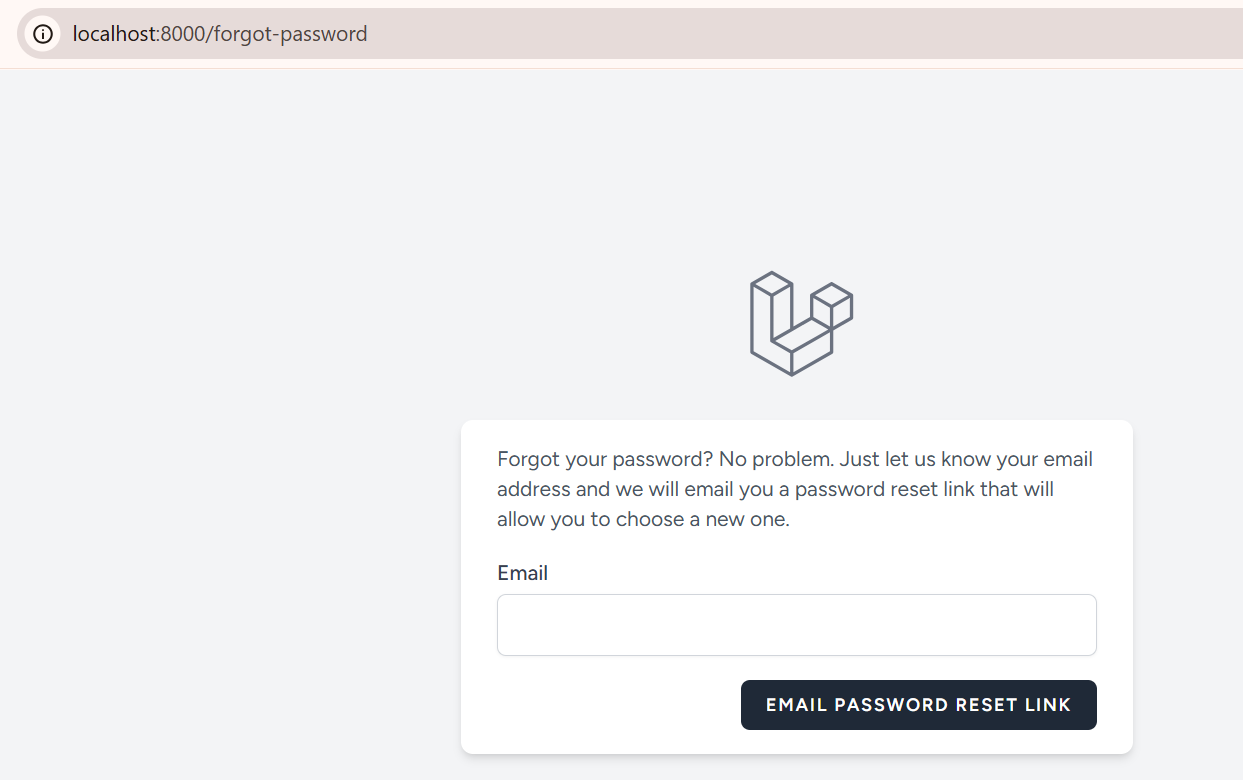 localhost:8000/forgot-password
Forgot your password? No problem. Just let us know your email
address and we will email you a password reset link that will
allow you to choose a new one.
Email
EMAIL PASSWORD RESET LINK